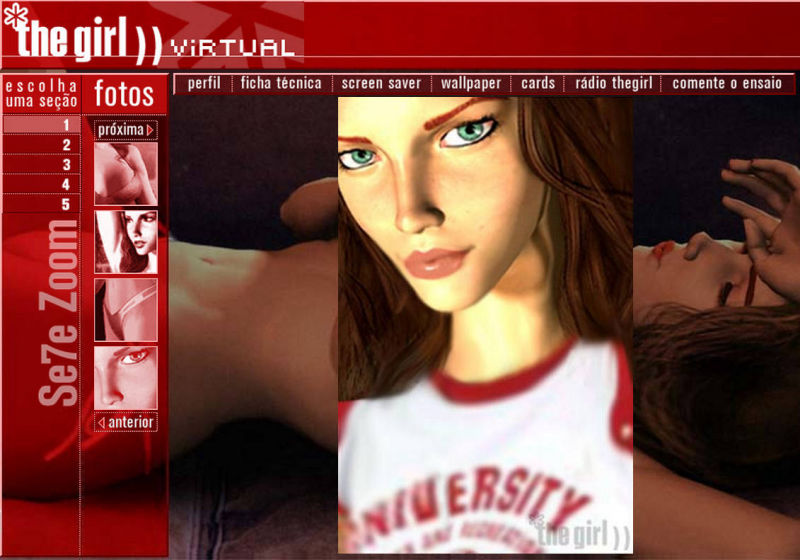 *the girl )) ViRTUAL
escolha
uma seção
fotos
perfil
ficha técnica
screen saver
wallpaper
cards
rádio thegirl
comente o ensaio
1
2
3
4
5
próxima
anterior
Se7e Zoom
UNIVERSITY
*the girl ))